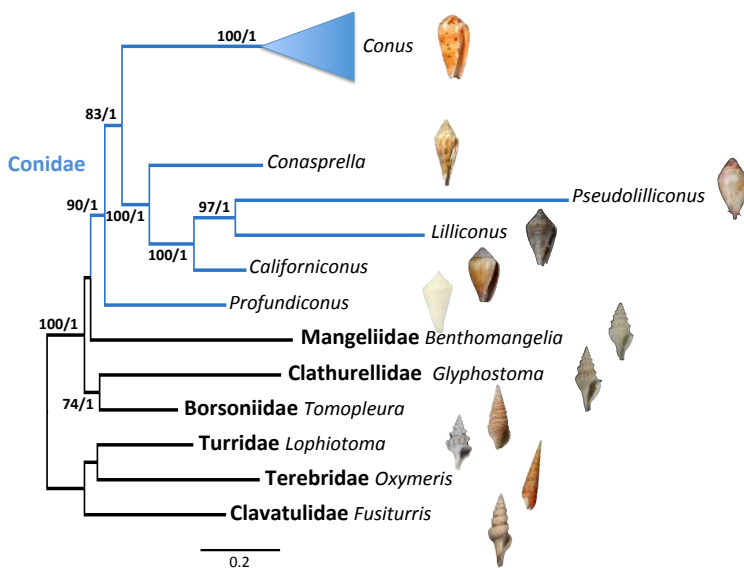 100/1
Conus
83/1
Conidae
Conasprella
Pseudolilliconus
97/1
90/1
100/1
Lilliconus
100/1
Californiconus
Profundiconus
100/1
Mangeliidae Benthomangelia
Clathurellidae Glyphostoma
74/1
Borsoniidae Tomopleura
Turridae Lophiotoma
Terebridae Oxymeris
Clavatulidae Fusiturris
0.2